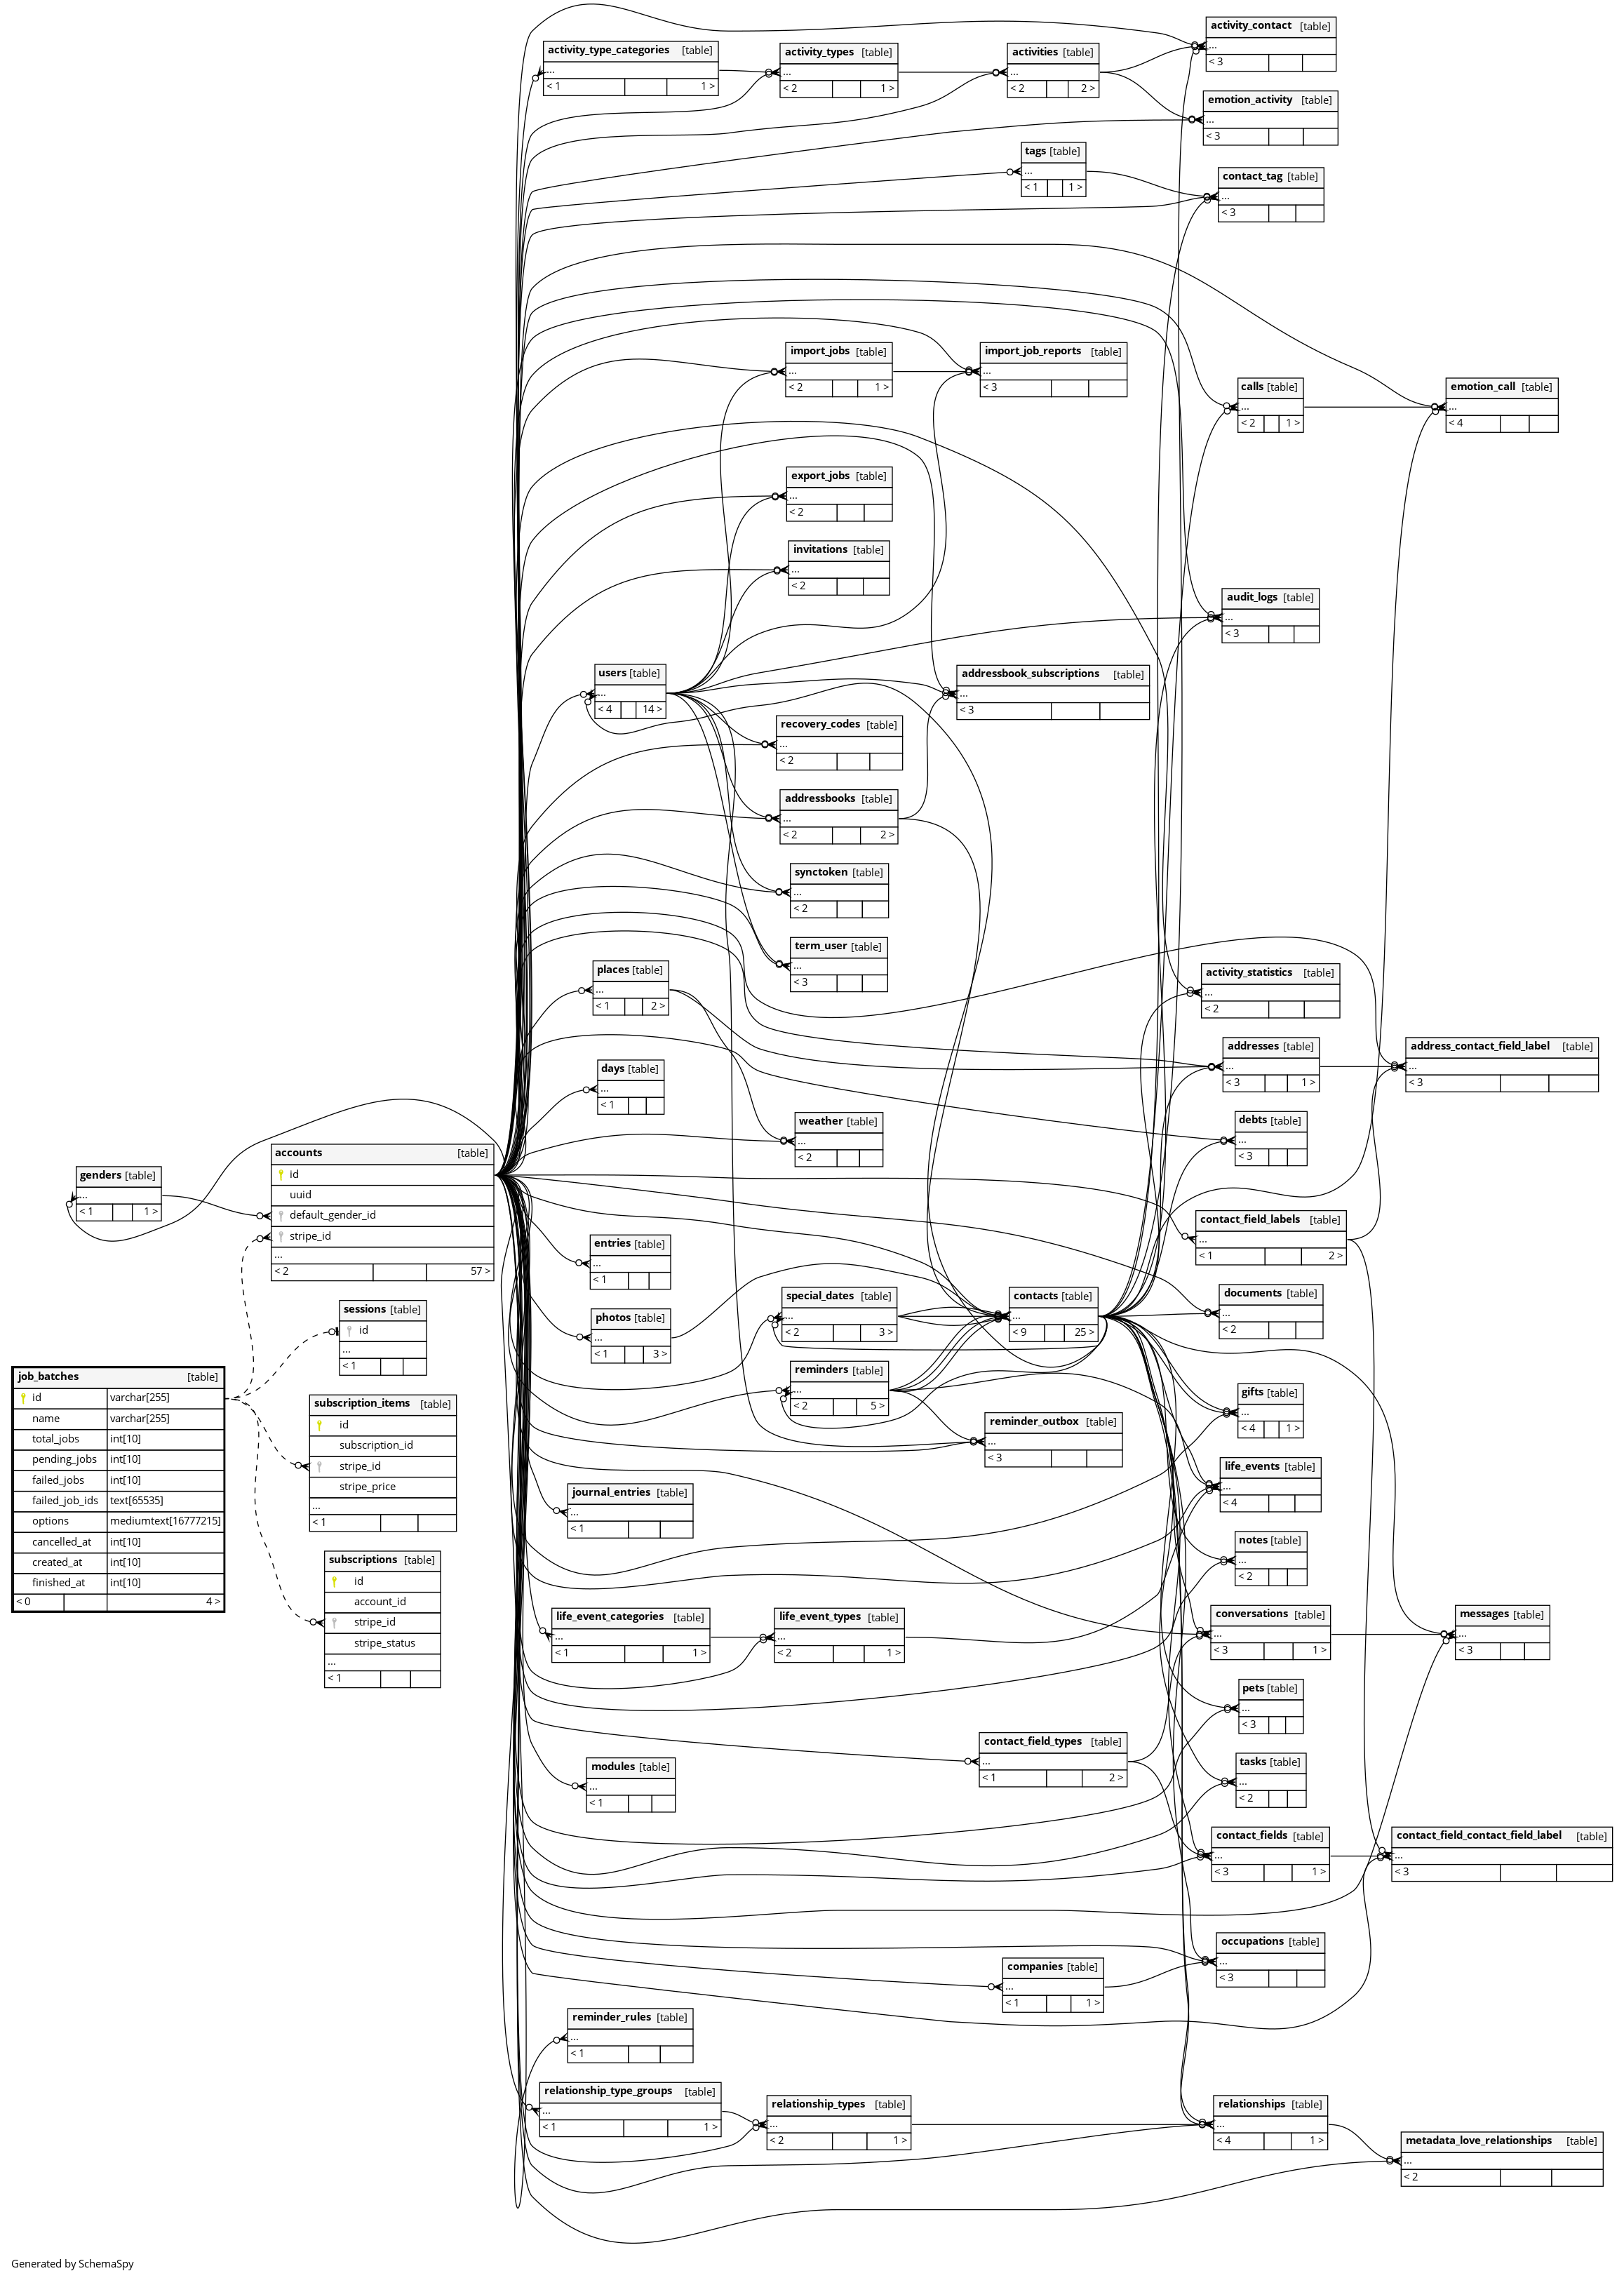 activity_type_categories [table]
...
< 1 1 >
activity_types [table]
...
< 2 1 >
activities [table]
...
< 2 2 >
activity_contact [table]
...
< 3
emotion_activity [table]
...
< 3
tags [table]
...
< 1 1 >
contact_tag [table]
...
< 3
import_jobs [table]
...
< 2 1 >
import_job_reports [table]
...
< 3
calls [table]
...
< 2 1 >
emotion_call [table]
...
< 4
export_jobs [table]
...
< 2
invitations [table]
...
< 2
audit_logs [table]
...
< 3
users [table]
...
< 4 14 >
addressbook_subscriptions [table]
...
< 3
recovery_codes [table]
...
< 2
addressbooks [table]
...
< 2 2 >
synctoken [table]
...
< 2
term_user [table]
...
< 3
places [table]
...
< 1 2 >
activity_statistics [table]
...
< 2
addresses [table]
...
< 3 1 >
address_contact_field_label [table]
...
< 3
days [table]
...
< 1
weather [table]
...
< 2
debts [table]
...
< 3
genders [table]
...
< 1 1 >
accounts [table]
id
uuid
default_gender_id
stripe_id
...
< 2 57 >
contact_field_labels [table]
...
< 1 2 >
entries [table]
...
< 1
sessions [table]
id
...
< 1
photos [table]
...
< 1 3 >
special_dates [table]
...
< 2 3 >
contacts [table]
...
< 9 25 >
documents [table]
...
< 2
job_batches [table]
id varchar[255]
name varchar[255]
total_jobs int[10]
pending_jobs int[10]
failed_jobs int[10]
failed_job_ids text[65535]
options mediumtext[16777215]
cancelled_at int[10]
created_at int[10]
finished_at int[10]
< 0 4 >
subscription_items [table]
id
subscription_id
stripe_id
stripe_price
...
< 1
subscriptions [table]
id
account_id
stripe_id
stripe_status
...
< 1
reminders [table]
...
< 2 5 >
gifts [table]
...
< 4 1 >
reminder_outbox [table]
...
< 3
life_events [table]
...
< 4
journal_entries [table]
...
< 1
notes [table]
...
< 2
life_event_categories [table]
...
< 1 1 >
life_event_types [table]
...
< 2 1 >
conversations [table]
...
< 3 1 >
messages [table]
...
< 3
pets [table]
...
< 3
contact_field_types [table]
...
< 1 2 >
modules [table]
...
< 1
tasks [table]
...
< 2
contact_fields [table]
...
< 3 1 >
contact_field_contact_field_label [table]
...
< 3
occupations [table]
...
< 3
companies [table]
...
< 1 1 >
reminder_rules [table]
...
< 1
relationship_type_groups [table]
...
< 1 1 >
relationship_types [table]
...
< 2 1 >
relationships [table]
...
< 4 1 >
metadata_love_relationships [table]
...
< 2
Generated by SchemaSpy